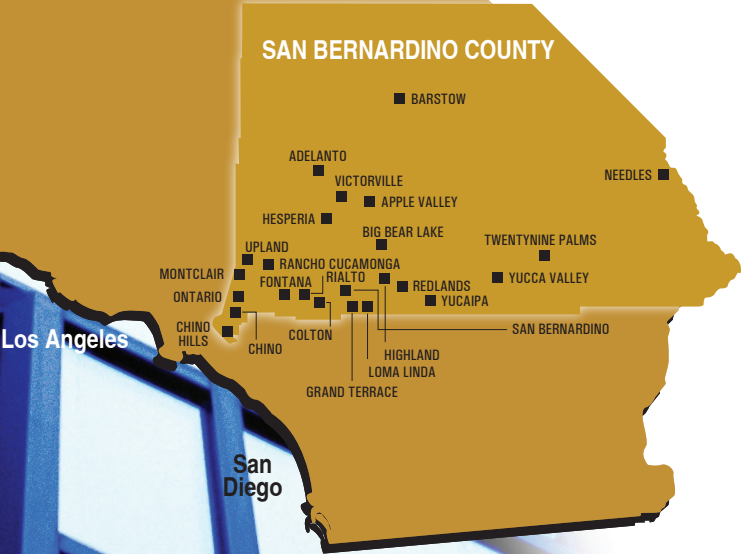 SAN BERNARDINO COUNTY
BARSTOW
ADELANTO
NEEDLES
VICTORVILLE
APPLE VALLEY
HESPERIA
BIG BEAR LAKE
TWENTYNINE PALMS
UPLAND
RANCHO CUCAMONGA
MONTCLAIR
YUCCA VALLEY
FONTANA
RIALTO
REDLANDS
ONTARIO
YUCAIPA
CHINO
HILLS
COLTON
SAN BERNARDINO
Los Angeles
CHINO
HIGHLAND
LOMA LINDA
GRAND TERRACE
San
Diego